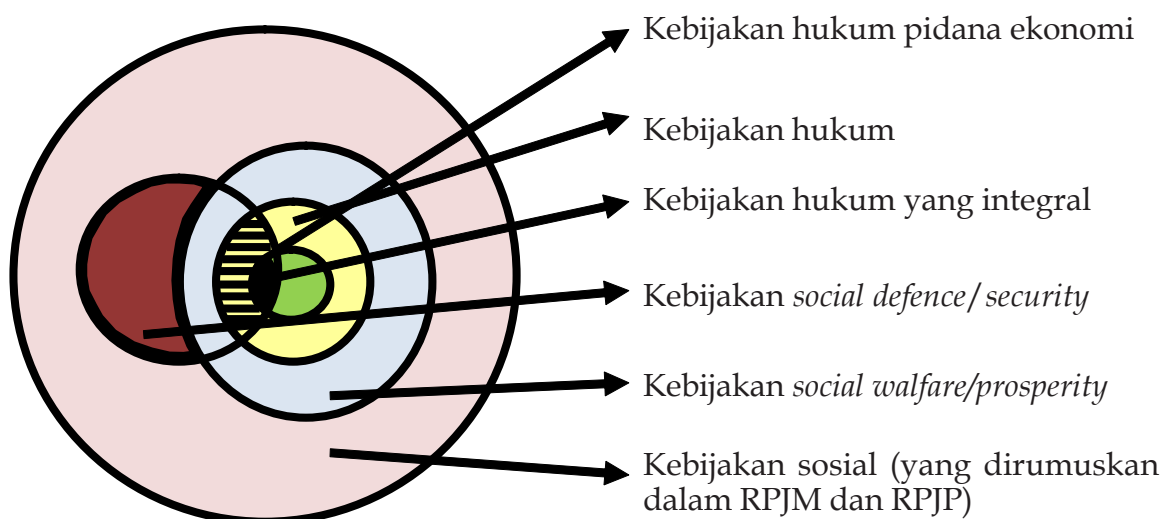 Kebijakan hukum pidana ekonomi
Kebijakan hukum
Kebijakan hukum yang integral
Kebijakan social defence/security
Kebijakan social walfare/prosperity
Kebijakan sosial (yang dirumuskan
dalam RPJM dan RPJP)